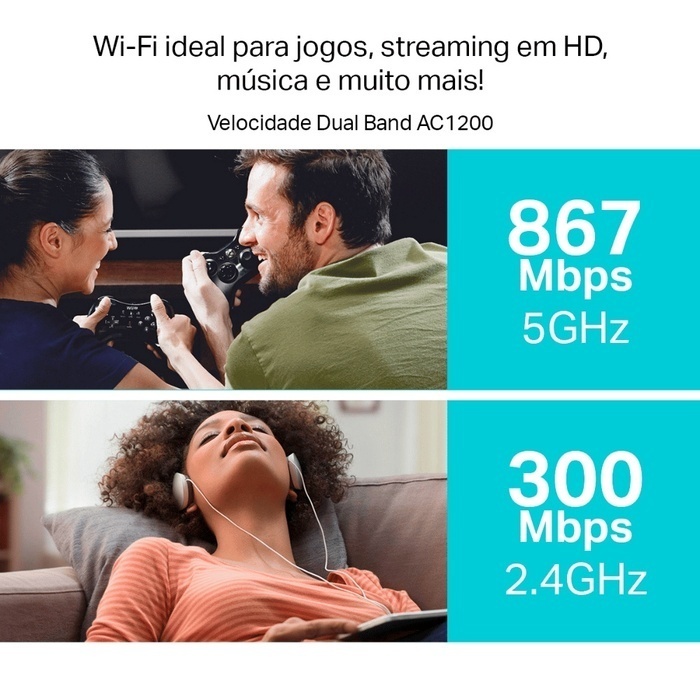 Wi-Fi ideal para jogos, streaming em HD,
música e muito mais!
Velocidade Dual Band AC1200
867
Mbps
5GHz
300
Mbps
2.4GHz